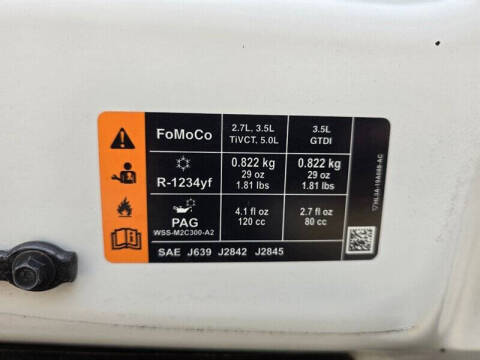 FoMoCo
2.7L, 3.5L
TiVCT, 5.0L
3.5L
GTDI
R-1234yf
0.822 kg
29 oz
1.81 lbs
0.822 kg
29 oz
1.81 lbs
PAG
WSS-M2C300-A2
4.1 fl oz
120 cc
2.7 fl oz
80 cc
SAE J639 J2842 J2845